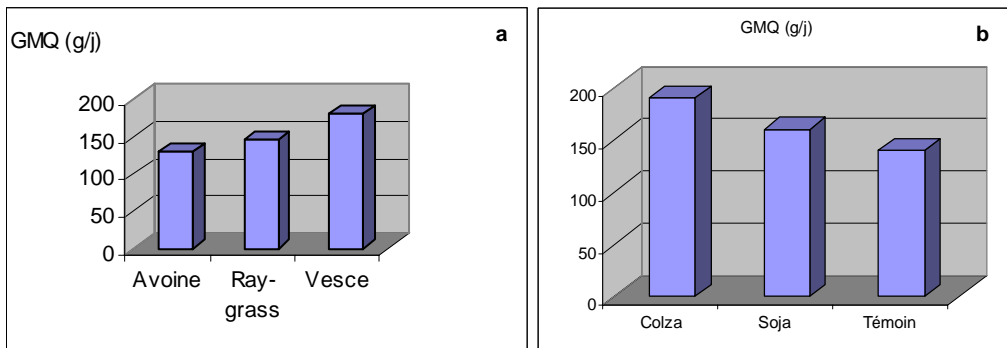 GMQ (g/j)
a
200
150
100
50
0
Avoine
Ray-
grass
Vesce
GMQ (g/j)
b
200
150
100
50
0
Colza
Soja
Témoin